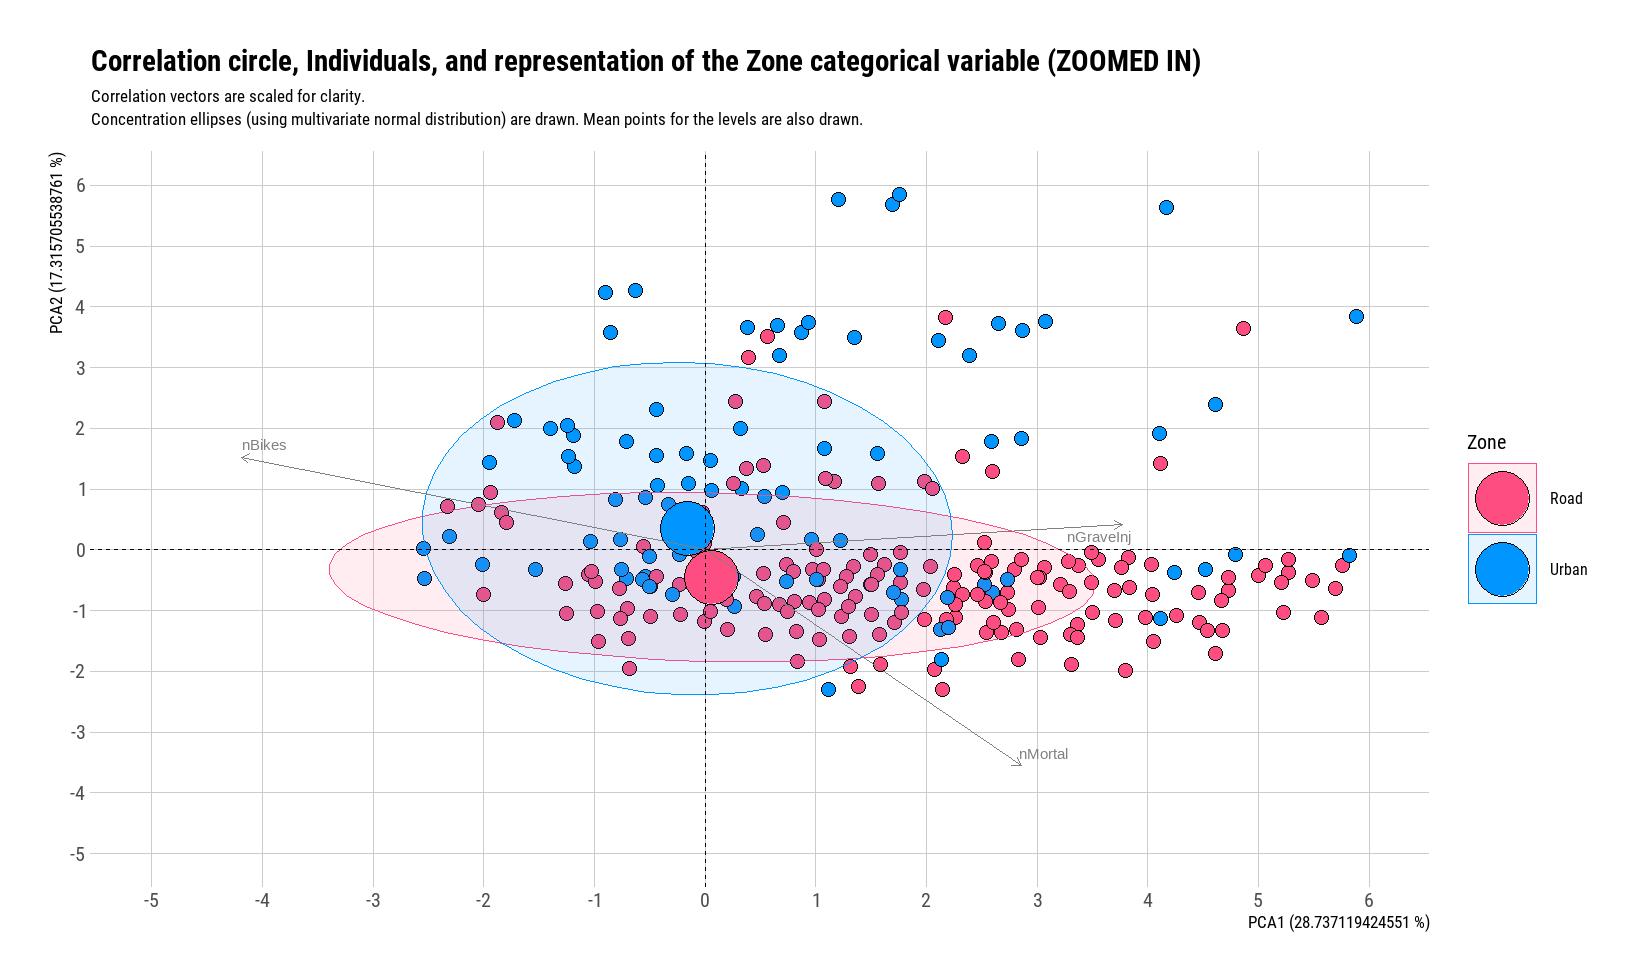 Correlation circle, Individuals, and representation of the Zone categorical variable (ZOOMED IN)
Correlation vectors are scaled for clarity.
Concentration ellipses (using multivariate normal distribution) are drawn. Mean points for the levels are also drawn.
PCA2 (17.3157055538761 %)
6
5
4
3
2
1
0
-1
-2
-3
-4
-5
nBikes
nGraveInj
nMortal
Zone
Road
Urban
-5 -4 -3 -2 -1 0 1 2 3 4 5 6
PCA1 (28.737119424551 %)